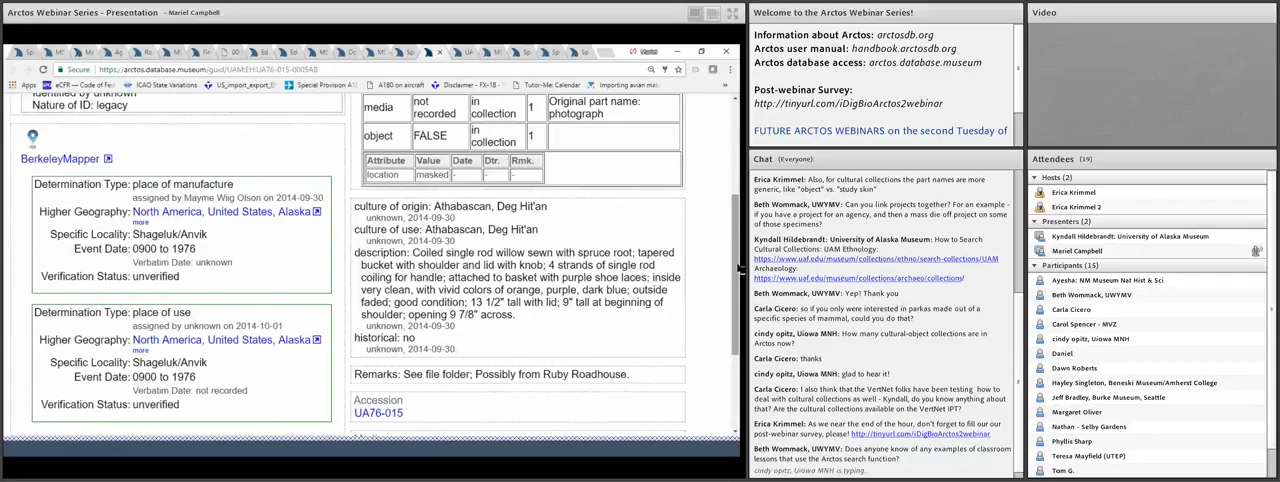 Arctos Webinar Series - Presentation - Mariel Campbell
Mariel
Secure https://arctos.database.museum/guid/UAM:EH:UA76-015-0005AB
Apps eCFR — Code of Fed ICAO State Variations US_import_export_E Special Provision A1 A180 on aircraft Disclaimer - FX-18 - Tutor-Me: Calendar Importing avian mat
Identified by unknown
Nature of ID: legacy
BerkeleyMapper
Determination Type: place of manufacture
assigned by Mayme Wiig Olson on 2014-09-30
Higher Geography: North America, United States, Alaska
more
Specific Locality: Shageluk/Anvik
Event Date: 0900 to 1976
Verbatim Date: unknown
Verification Status: unverified
Determination Type: place of use
assigned by unknown on 2014-10-01
Higher Geography: North America, United States, Alaska
more
Specific Locality: Shageluk/Anvik
Event Date: 0900 to 1976
Verbatim Date: not recorded
Verification Status: unverified
media not recorded in collection 1 Original part name: photograph
object FALSE in collection 1
Attribute Value Date Dtr. Rmk.
location masked - - -
culture of origin: Athabascan, Deg Hit'an
unknown, 2014-09-30
culture of use: Athabascan, Deg Hit'an
unknown, 2014-09-30
description: Coiled single rod willow sewn with spruce root; tapered
bucket with shoulder and lid with knob; 4 strands of single rod
coiling for handle; attached to basket with purple shoe laces; inside
very clean, with vivid colors of orange, purple, dark blue; outside
faded; good condition; 13 1/2" tall with lid; 9" tall at beginning of
shoulder; opening 9 7/8" across.
unknown, 2014-09-30
historical: no
unknown, 2014-09-30
Remarks: See file folder; Possibly from Ruby Roadhouse.
Accession
UA76-015
Welcome to the Arctos Webinar Series!
Information about Arctos: arctosdb.org
Arctos user manual: handbook.arctosdb.org
Arctos database access: arctos.database.museum
Post-webinar Survey:
http://tinyurl.com/iDigBioArctos2webinar
FUTURE ARCTOS WEBINARS on the second Tuesday of
Chat (Everyone)
Erica Krimmel: Also, for cultural collections the part names are more
generic, like "object" vs. "study skin"
Beth Wommack, UWYMV: Can you link projects together? For an example -
if you have a project for an agency, and then a mass die off project on some
of those specimens?
Kyndall Hildebrandt: University of Alaska Museum: How to Search
Cultural Collections: UAM Ethnology:
https://www.uaf.edu/museum/collections/ethno/search-collections/UAM
Archaeology:
https://www.uaf.edu/museum/collections/archaeo/collections/
Beth Wommack, UWYMV: Yep! Thank you
Carla Cicero: so if you only were interested in parkas made out of a
specific species of mammal, could you do that?
cindy opitz, Uiowa MNH: How many cultural-object collections are in
Arctos now?
Carla Cicero: thanks
cindy opitz, Uiowa MNH: glad to hear it!
Carla Cicero: I also think that the VertNet folks have been testing how to
deal with cultural collections as well - Kyndall, do you know anything about
that? Are the cultural collections available on the VertNet IPT?
Erica Krimmel: As we near the end of the hour, don't forget to fill our our
post-webinar survey, please! http://tinyurl.com/iDigBioArctos2webinar
Beth Wommack, UWYMV: Does anyone know of any examples of classroom
lessons that use the Arctos search function?
cindy opitz, Uiowa MNH is typing..
Video
Attendees (19)
Hosts (2)
Erica Krimmel
Erica Krimmel 2
Presenters (2)
Kyndall Hildebrandt: University of Alaska Museum
Mariel Campbell
Participants (15)
Ayesha: NM Museum Nat Hist & Sci
Beth Wommack, UWYMV
Carla Cicero
Carol Spencer - MVZ
cindy opitz, Uiowa MNH
Daniel
Dawn Roberts
Hayley Singleton, Beneski Museum/Amherst College
Jeff Bradley, Burke Museum, Seattle
Margaret Oliver
Nathan - Selby Gardens
Phyllis Sharp
Teresa Mayfield (UTEP)
Tom G.